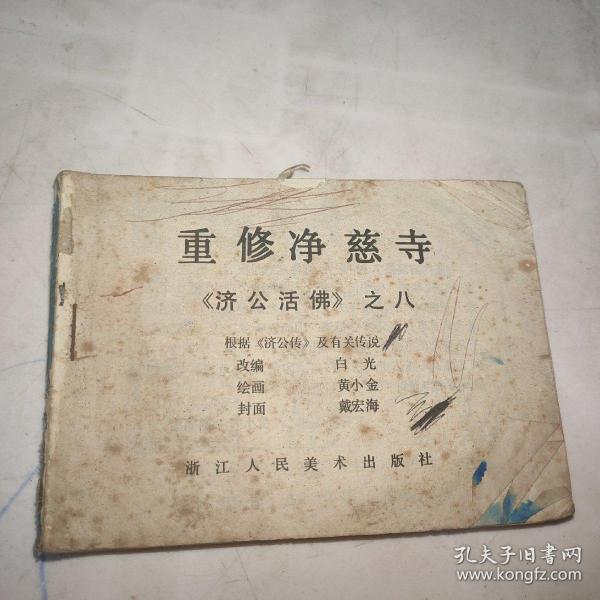 重修净慈寺
《济公活佛》之八
根据《济公传》及有关传说
改编 白光
绘画 黄小金
封面 戴宏海
浙江人民美术出版社
孔夫子旧书网
www.kongfz.com